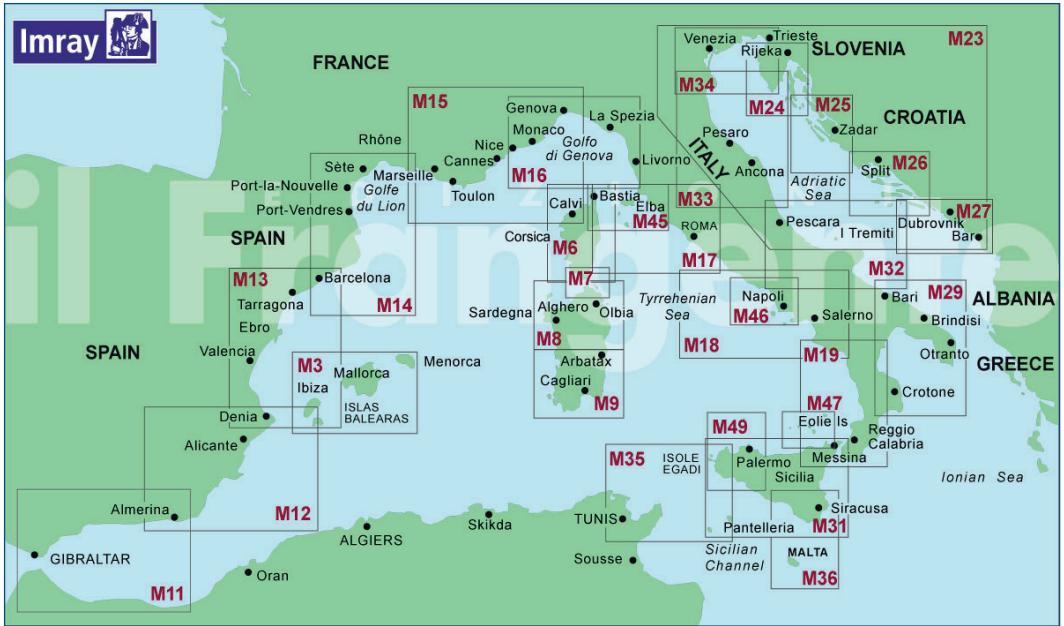 Imray
FRANCE
SLOVENIA
CROATIA
ITALY
SPAIN
SPAIN
ALBANIA
GREECE
M23
Venezia
Trieste
Rijeka
M34
M24
M25
Zadar
M26
Split
Pesaro
Ancona
Adriatic
Sea
M33
M15
Genova
La Spezia
Monaco
Golfo
di Genova
Nice
Cannes
M16
Livorno
Rhône
Sète
Marseille
Toulon
Port-la-Nouvelle
Golfe
du Lion
Port-Vendres
Calvi
Bastia
Elba
M45
Corsica
M6
ROMA
M17
M7
Pescara
I Tremiti
Dubrovnik
M27
Bar
M32
M13
Barcelona
Tarragona
M14
Ebro
Valencia
Sardegna
Alghero
Olbia
M8
Arbatax
Cagliari
M9
Tyrrehenian
Sea
Napoli
M46
Salerno
M18
Bari
M29
Brindisi
Otranto
M19
Crotone
M3
Menorca
Mallorca
Ibiza
ISLAS
BALEARAS
Denia
Alicante
M47
Eplie Is
Reggio
Calabria
Messina
M49
Palermo
Sicilia
ISOLE
EGADI
M35
Ionian Sea
Almerina
M12
GIBRALTAR
M11
Oran
ALGIERS
Skikda
TUNIS
Sousse
Pantelleria
Sicilian
Channel
Siracusa
M31
MALTA
M36
il Frangente